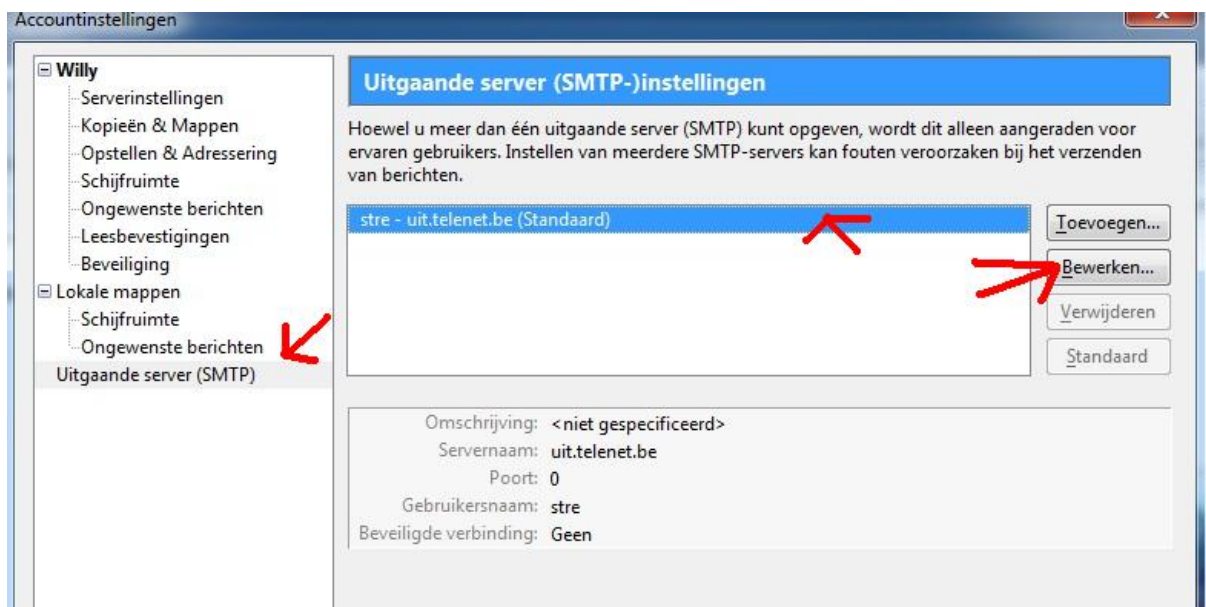 Accountinstellingen
Willy
Serverinstellingen
Kopieën & Mappen
Opstellen & Adressering
Schijfruimte
Ongewenste berichten
Leesbevestigingen
Beveiliging
Lokale mappen
Schijfruimte
Ongewenste berichten
Uitgaande server (SMTP)
Uitgaande server (SMTP-)instellingen
Hoewel u meer dan één uitgaande server (SMTP) kunt opgeven, wordt dit alleen aangeraden voor
ervaren gebruikers. Instellen van meerdere SMTP-servers kan fouten veroorzaken bij het verzenden
van berichten.
stre - uit.telenet.be (Standaard)
Toevoegen...
Bewerken...
Verwijderen
Standaard
Omschrijving: <niet gespecificeerd>
Servernaam: uit.telenet.be
Poort: 0
Gebruikersnaam: stre
Beveiligde verbinding: Geen